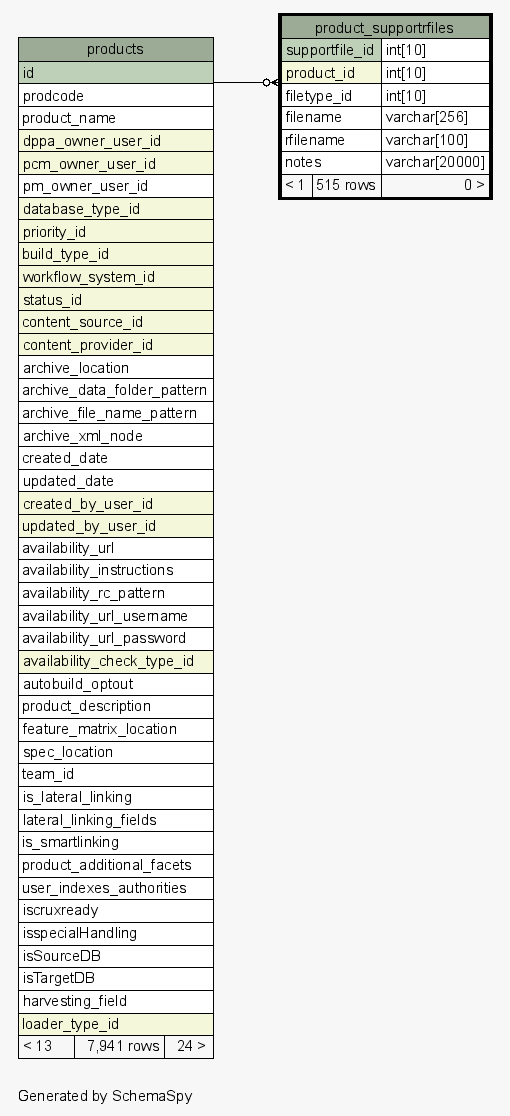 products
id
prodcode
product_name
dppa_owner_user_id
pcm_owner_user_id
pm_owner_user_id
database_type_id
priority_id
build_type_id
workflow_system_id
status_id
content_source_id
content_provider_id
archive_location
archive_data_folder_pattern
archive_file_name_pattern
archive_xml_node
created_date
updated_date
created_by_user_id
updated_by_user_id
availability_url
availability_instructions
availability_rc_pattern
availability_url_username
availability_url_password
availability_check_type_id
autobuild_optout
product_description
feature_matrix_location
spec_location
team_id
is_lateral_linking
lateral_linking_fields
is_smartlinking
product_additional_facets
user_indexes_authorities
iscruxready
isspecialHandling
isSourceDB
isTargetDB
harvesting_field
loader_type_id
< 13 7,941 rows 24 >
product_supportrfiles
supportfile_id int[10]
product_id int[10]
filetype_id int[10]
filename varchar[256]
rfilename varchar[100]
notes varchar[20000]
< 1 515 rows 0 >
Generated by SchemaSpy